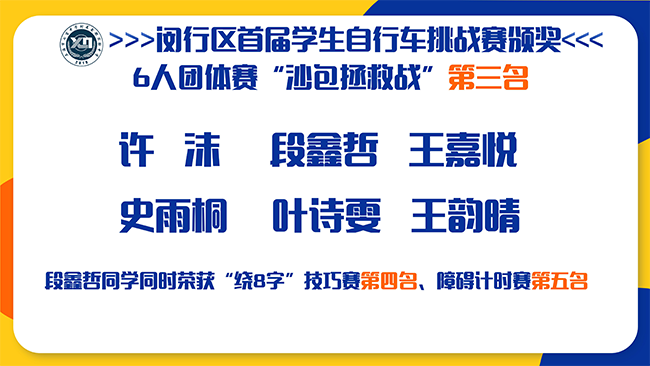 >>>闵行区首届学生自行车挑战赛颁奖<<<
6人团体赛“沙包拯救战”第三名
许 沫 段鑫哲 王嘉悦
史雨桐 叶诗雯 王韵晴
段鑫哲同学同时荣获“绕8字”技巧赛第四名、障碍计时赛第五名